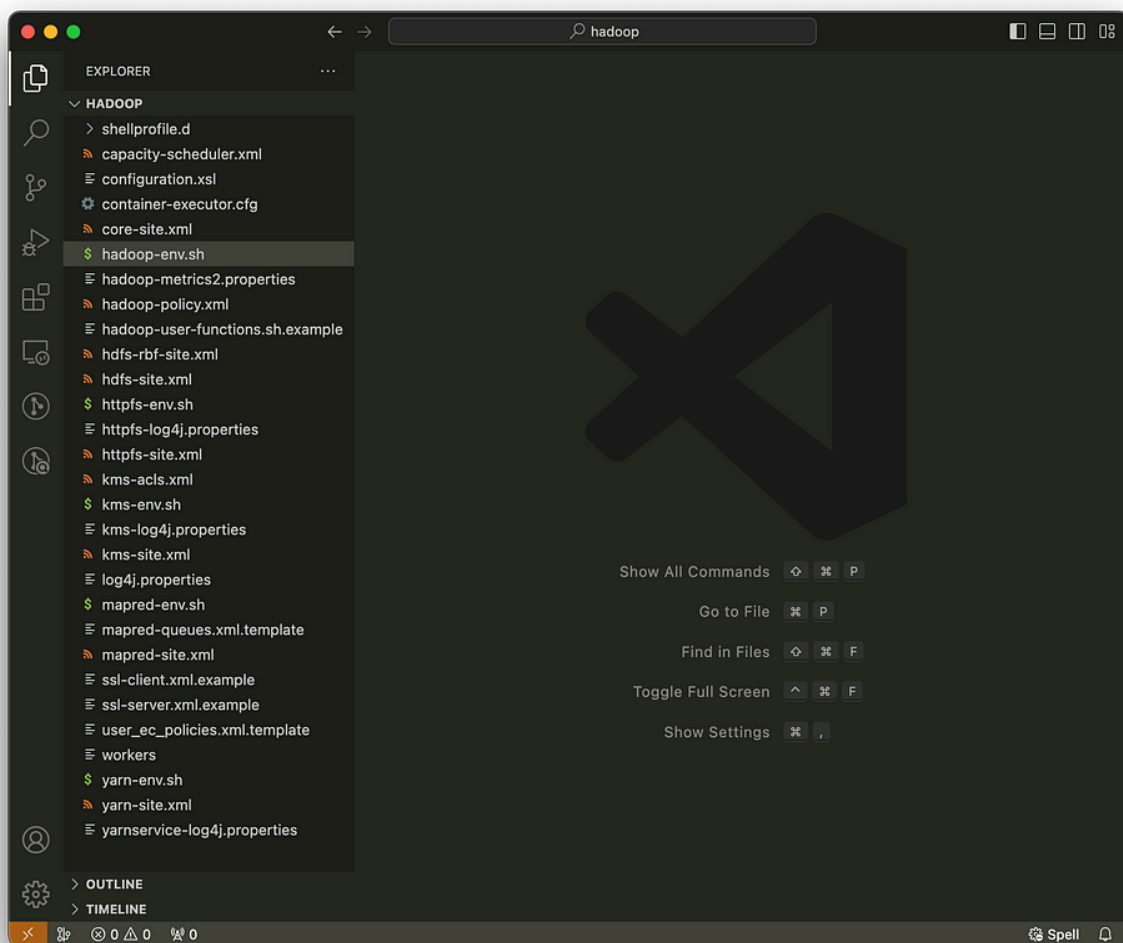 hadoop
EXPLORER
HADOOP
shellprofile.d
capacity-scheduler.xml
configuration.xsl
container-executor.cfg
core-site.xml
$ hadoop-env.sh
hadoop-metrics2.properties
hadoop-policy.xml
hadoop-user-functions.sh.example
hdfs-rbf-site.xml
hdfs-site.xml
$ httpfs-env.sh
httpfs-log4j.properties
httpfs-site.xml
kms-acls.xml
$ kms-env.sh
kms-log4j.properties
kms-site.xml
log4j.properties
$ mapred-env.sh
mapred-queues.xml.template
mapred-site.xml
ssl-client.xml.example
ssl-server.xml.example
user_ec_policies.xml.template
workers
$ yarn-env.sh
yarn-site.xml
yarnservice-log4j.properties
OUTLINE
TIMELINE
Show All Commands ⇧ ⌘ P
Go to File ⌘ P
Find in Files ⇧ ⌘ F
Toggle Full Screen ^ ⌘ F
Show Settings ⌘ ,
0 0 0 Spell